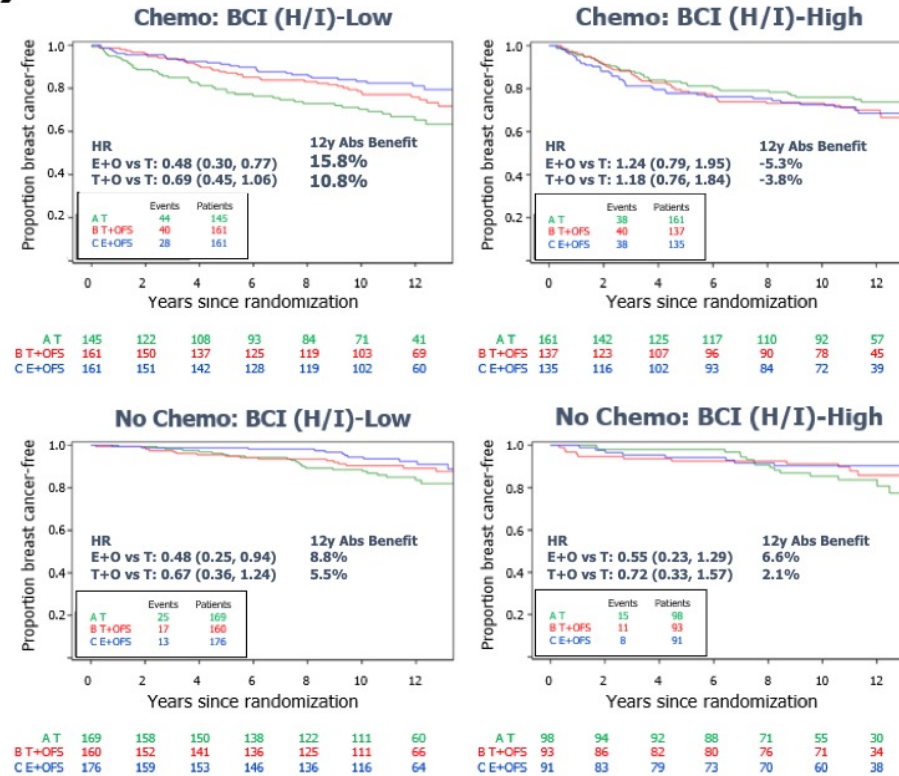 Chemo: BCI (H/I)-Low
Proportion breast cancer-free
1.0
0.8
0.6
0.4
0.2
HR 12y Abs Benefit
E+O vs T: 0.48 (0.30, 0.77) 15.8%
T+O vs T: 0.69 (0.45, 1.06) 10.8%
Events Patients
A T 44 145
B T+OFS 40 161
C E+OFS 28 161
0 2 4 6 8 10 12
Years since randomization
A T 145 122 108 93 84 71 41
B T+OFS 161 150 137 125 119 103 69
C E+OFS 161 151 142 128 119 102 60
Chemo: BCI (H/I)-High
Proportion breast cancer-free
1.0
0.8
0.6
0.4
0.2
HR 12y Abs Benefit
E+O vs T: 1.24 (0.79, 1.95) -5.3%
T+O vs T: 1.18 (0.76, 1.84) -3.8%
Events Patients
A T 38 161
B T+OFS 40 137
C E+OFS 38 135
0 2 4 6 8 10 12
Years since randomization
A T 161 142 125 117 110 92 57
B T+OFS 137 123 107 96 90 78 45
C E+OFS 135 116 102 93 84 72 39
No Chemo: BCI (H/I)-Low
Proportion breast cancer-free
1.0
0.8
0.6
0.4
0.2
HR 12y Abs Benefit
E+O vs T: 0.48 (0.25, 0.94) 8.8%
T+O vs T: 0.67 (0.36, 1.24) 5.5%
Events Patients
A T 25 169
B T+OFS 17 160
C E+OFS 13 176
0 2 4 6 8 10 12
Years since randomization
A T 169 158 150 138 122 111 60
B T+OFS 160 152 141 136 125 111 66
C E+OFS 176 159 153 146 136 116 64
No Chemo: BCI (H/I)-High
Proportion breast cancer-free
1.0
0.8
0.6
0.4
0.2
HR 12y Abs Benefit
E+O vs T: 0.55 (0.23, 1.29) 6.6%
T+O vs T: 0.72 (0.33, 1.57) 2.1%
Events Patients
A T 15 98
B T+OFS 11 93
C E+OFS 8 91
0 2 4 6 8 10 12
Years since randomization
A T 98 94 92 88 71 55 30
B T+OFS 93 86 82 80 76 71 34
C E+OFS 91 83 79 73 70 60 38